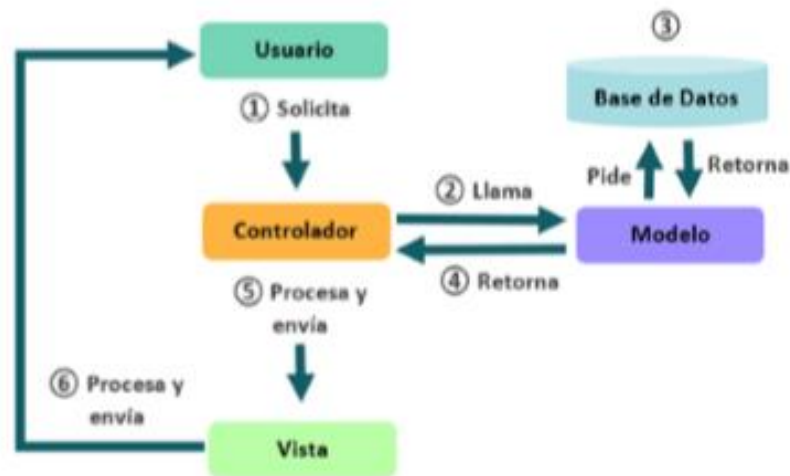 Usuario
① Solicita
③
Base de Datos
Pide
Retorna
② Llama
Controlador
Modelo
④ Retorna
⑤ Procesa y
envía
⑥ Procesa y
envía
Vista